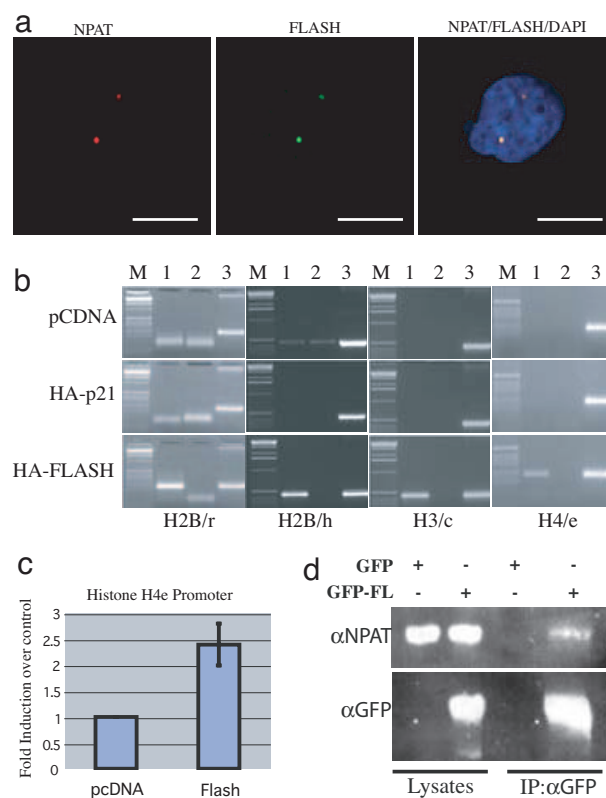 a
NPAT FLASH NPAT/FLASH/DAPI
b
M 1 2 3 M 1 2 3 M 1 2 3 M 1 2 3
pCDNA
HA-p21
HA-FLASH
H2B/r H2B/h H3/c H4/e
c
Histone H4e Promoter
Fold Induction over control
3
2.5
2
1.5
1
0.5
0
pcDNA Flash
d
GFP + - + -
GFP-FL - + - +
αNPAT
αGFP
Lysates IP:αGFP